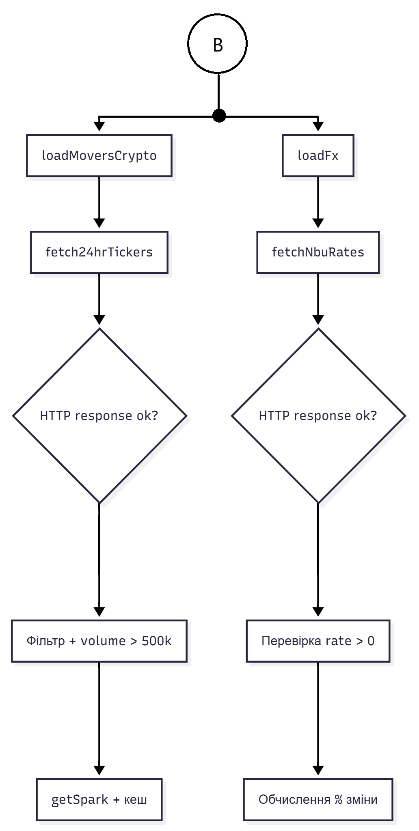 B
loadMoversCrypto
loadFx
fetch24hrTickers
fetchNbuRates
HTTP response ok?
HTTP response ok?
Фільтр + volume > 500k
Перевірка rate > 0
getSpark + кеш
Обчислення % зміни